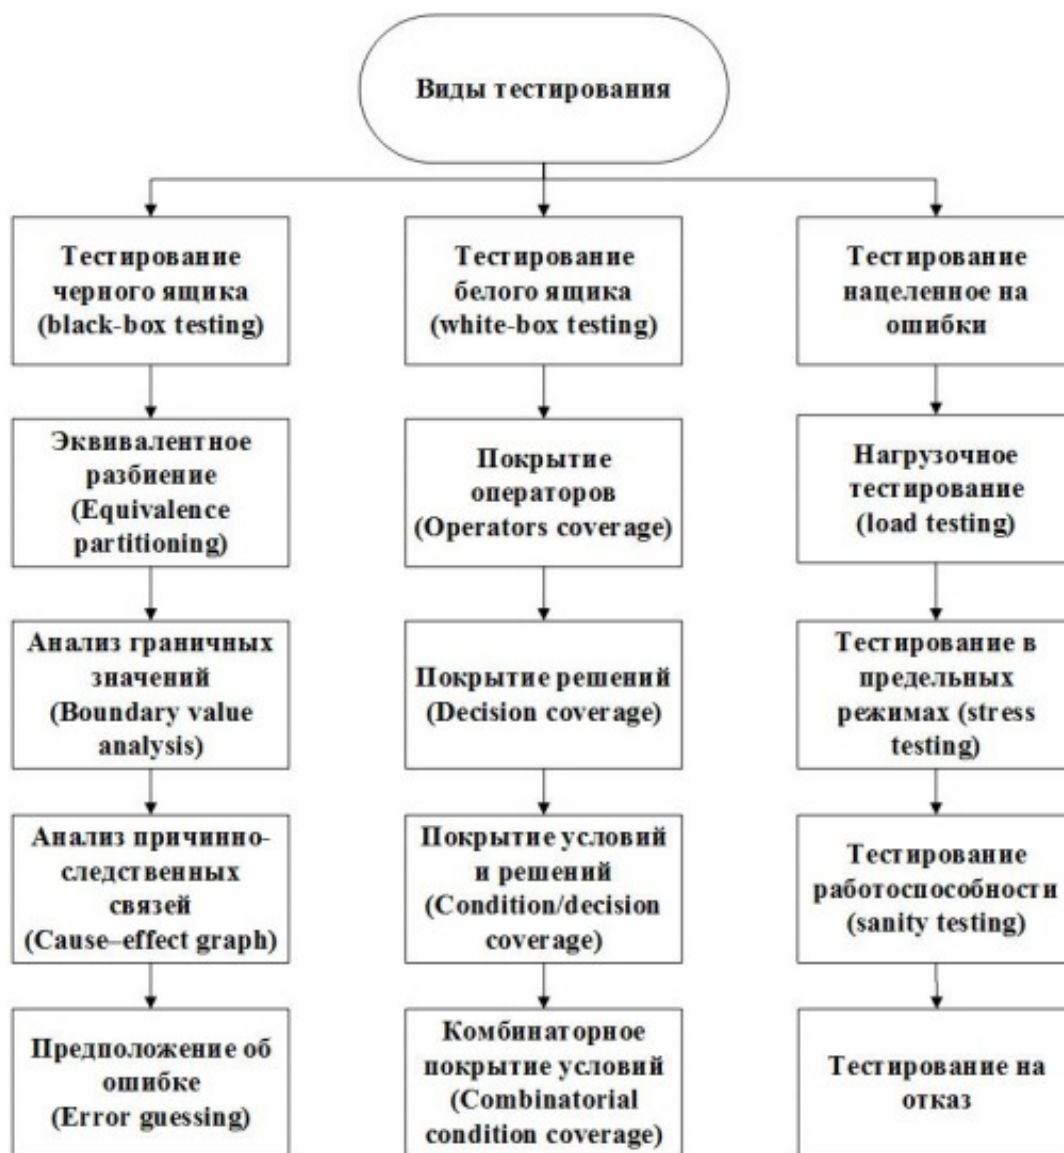 Виды тестирования
Тестирование
черного ящика
(black-box testing)
Тестирование
белого ящика
(white-box testing)
Тестирование
нацеленное на
ошибки
Эквивалентное
разбиение
(Equivalence
partitioning)
Покрытие
операторов
(Operators coverage)
Нагрузочное
тестирование
(load testing)
Анализ граничных
значений
(Boundary value
analysis)
Покрытие решений
(Decision coverage)
Тестирование в
предельных
режимах (stress
testing)
Анализ причинно-
следственных
связей
(Cause–effect graph)
Покрытие условий
и решений
(Condition/decision
coverage)
Тестирование
работоспособности
(sanity testing)
Предположение об
ошибке
(Error guessing)
Комбинаторное
покрытие условий
(Combinatorial
condition coverage)
Тестирование на
отказ